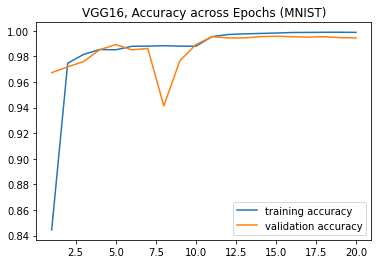 VGG16, Accuracy across Epochs (MNIST)
1.00
0.98
0.96
0.94
0.92
0.90
0.88
0.86
0.84
training accuracy
validation accuracy
2.5 5.0 7.5 10.0 12.5 15.0 17.5 20.0